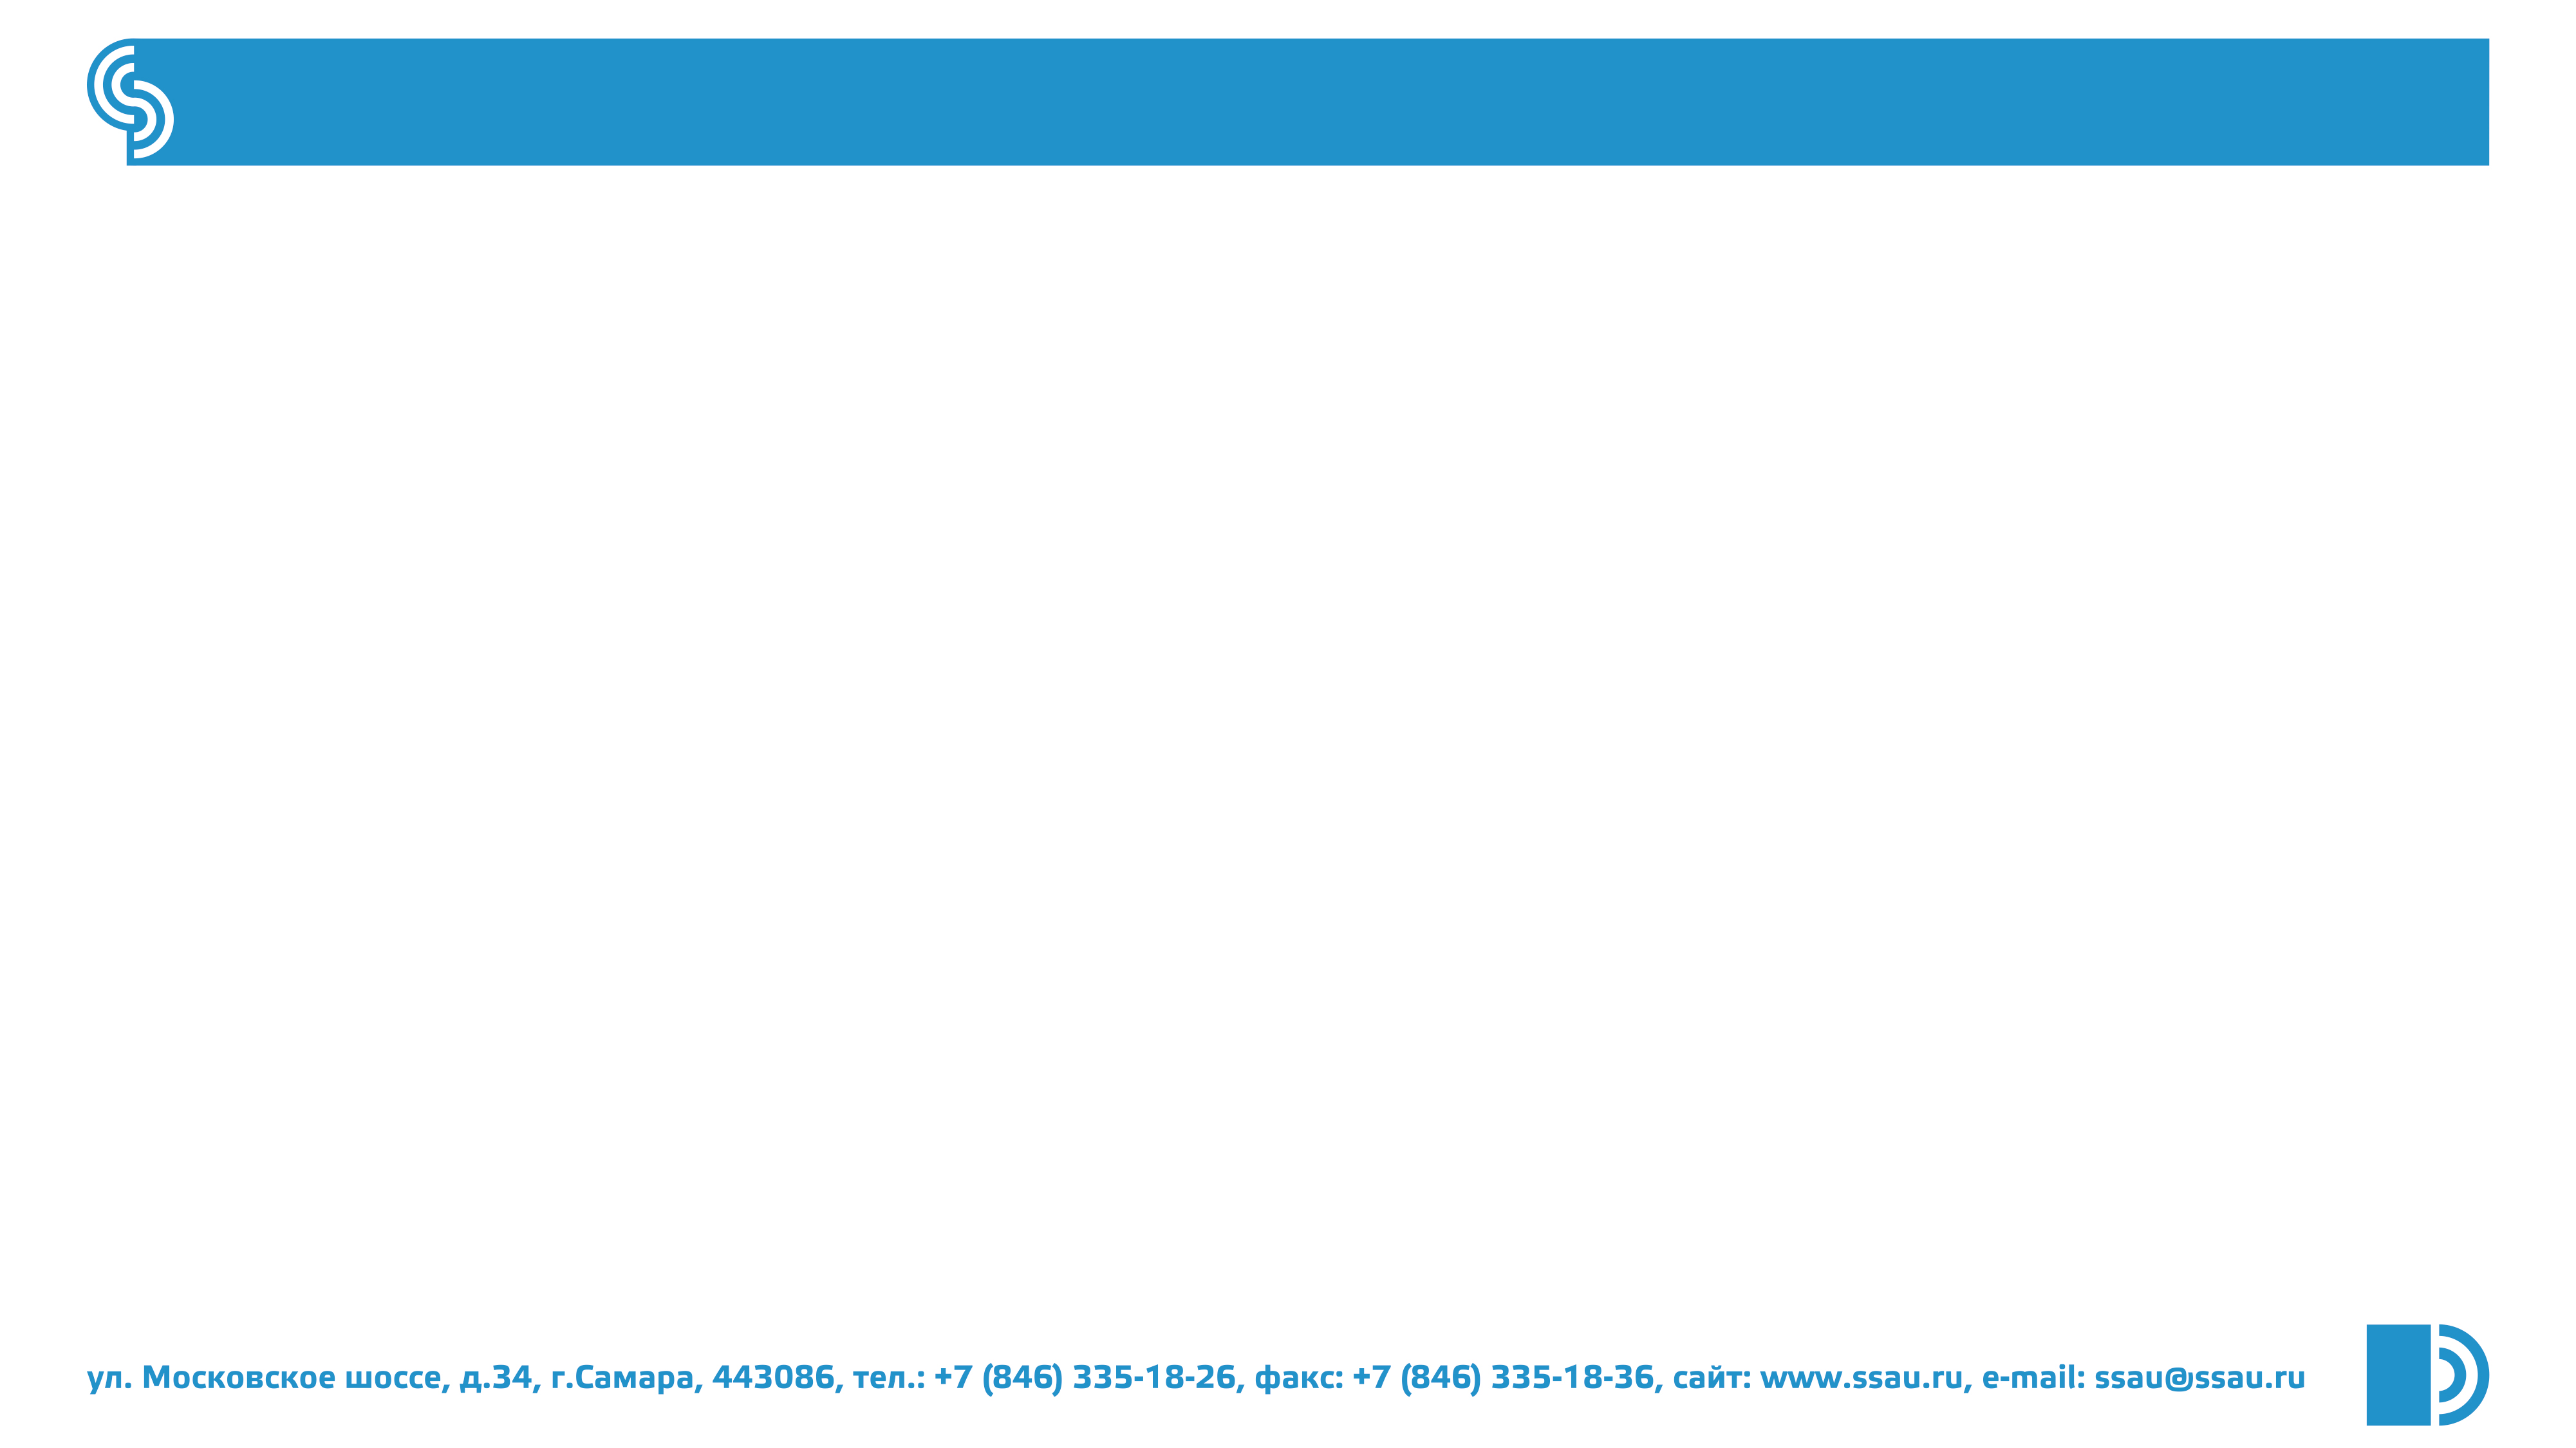 ул. Московское шоссе, д.34, г.Самара, 443086, тел.: +7 (846) 335-18-26, факс: +7 (846) 335-18-36, сайт: www.ssau.ru, e-mail: ssau@ssau.ru